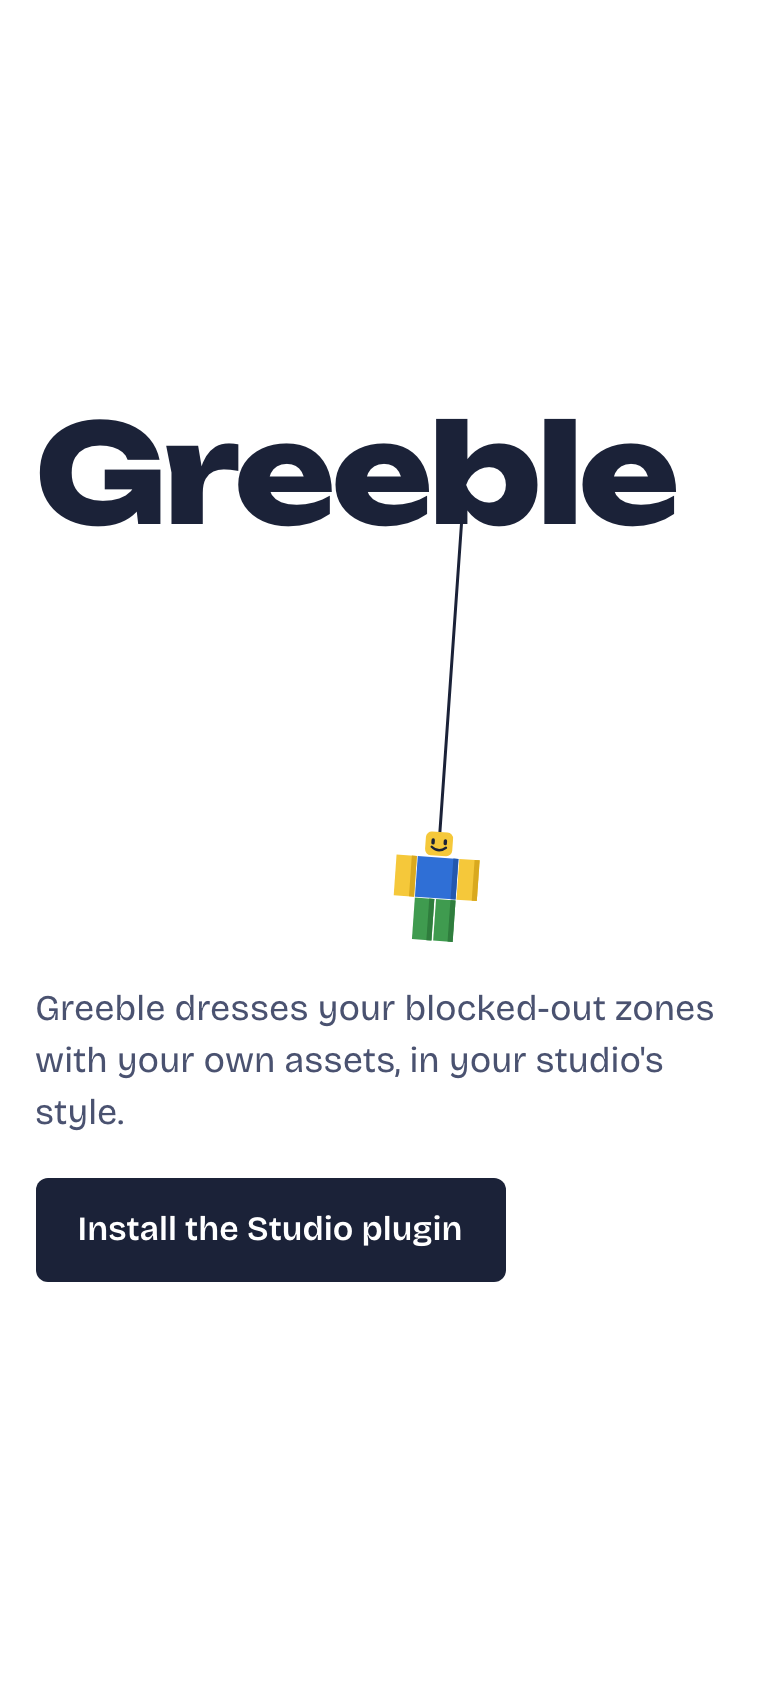 Greeble
Greeble dresses your blocked-out zones
with your own assets, in your studio's
style.
Install the Studio plugin